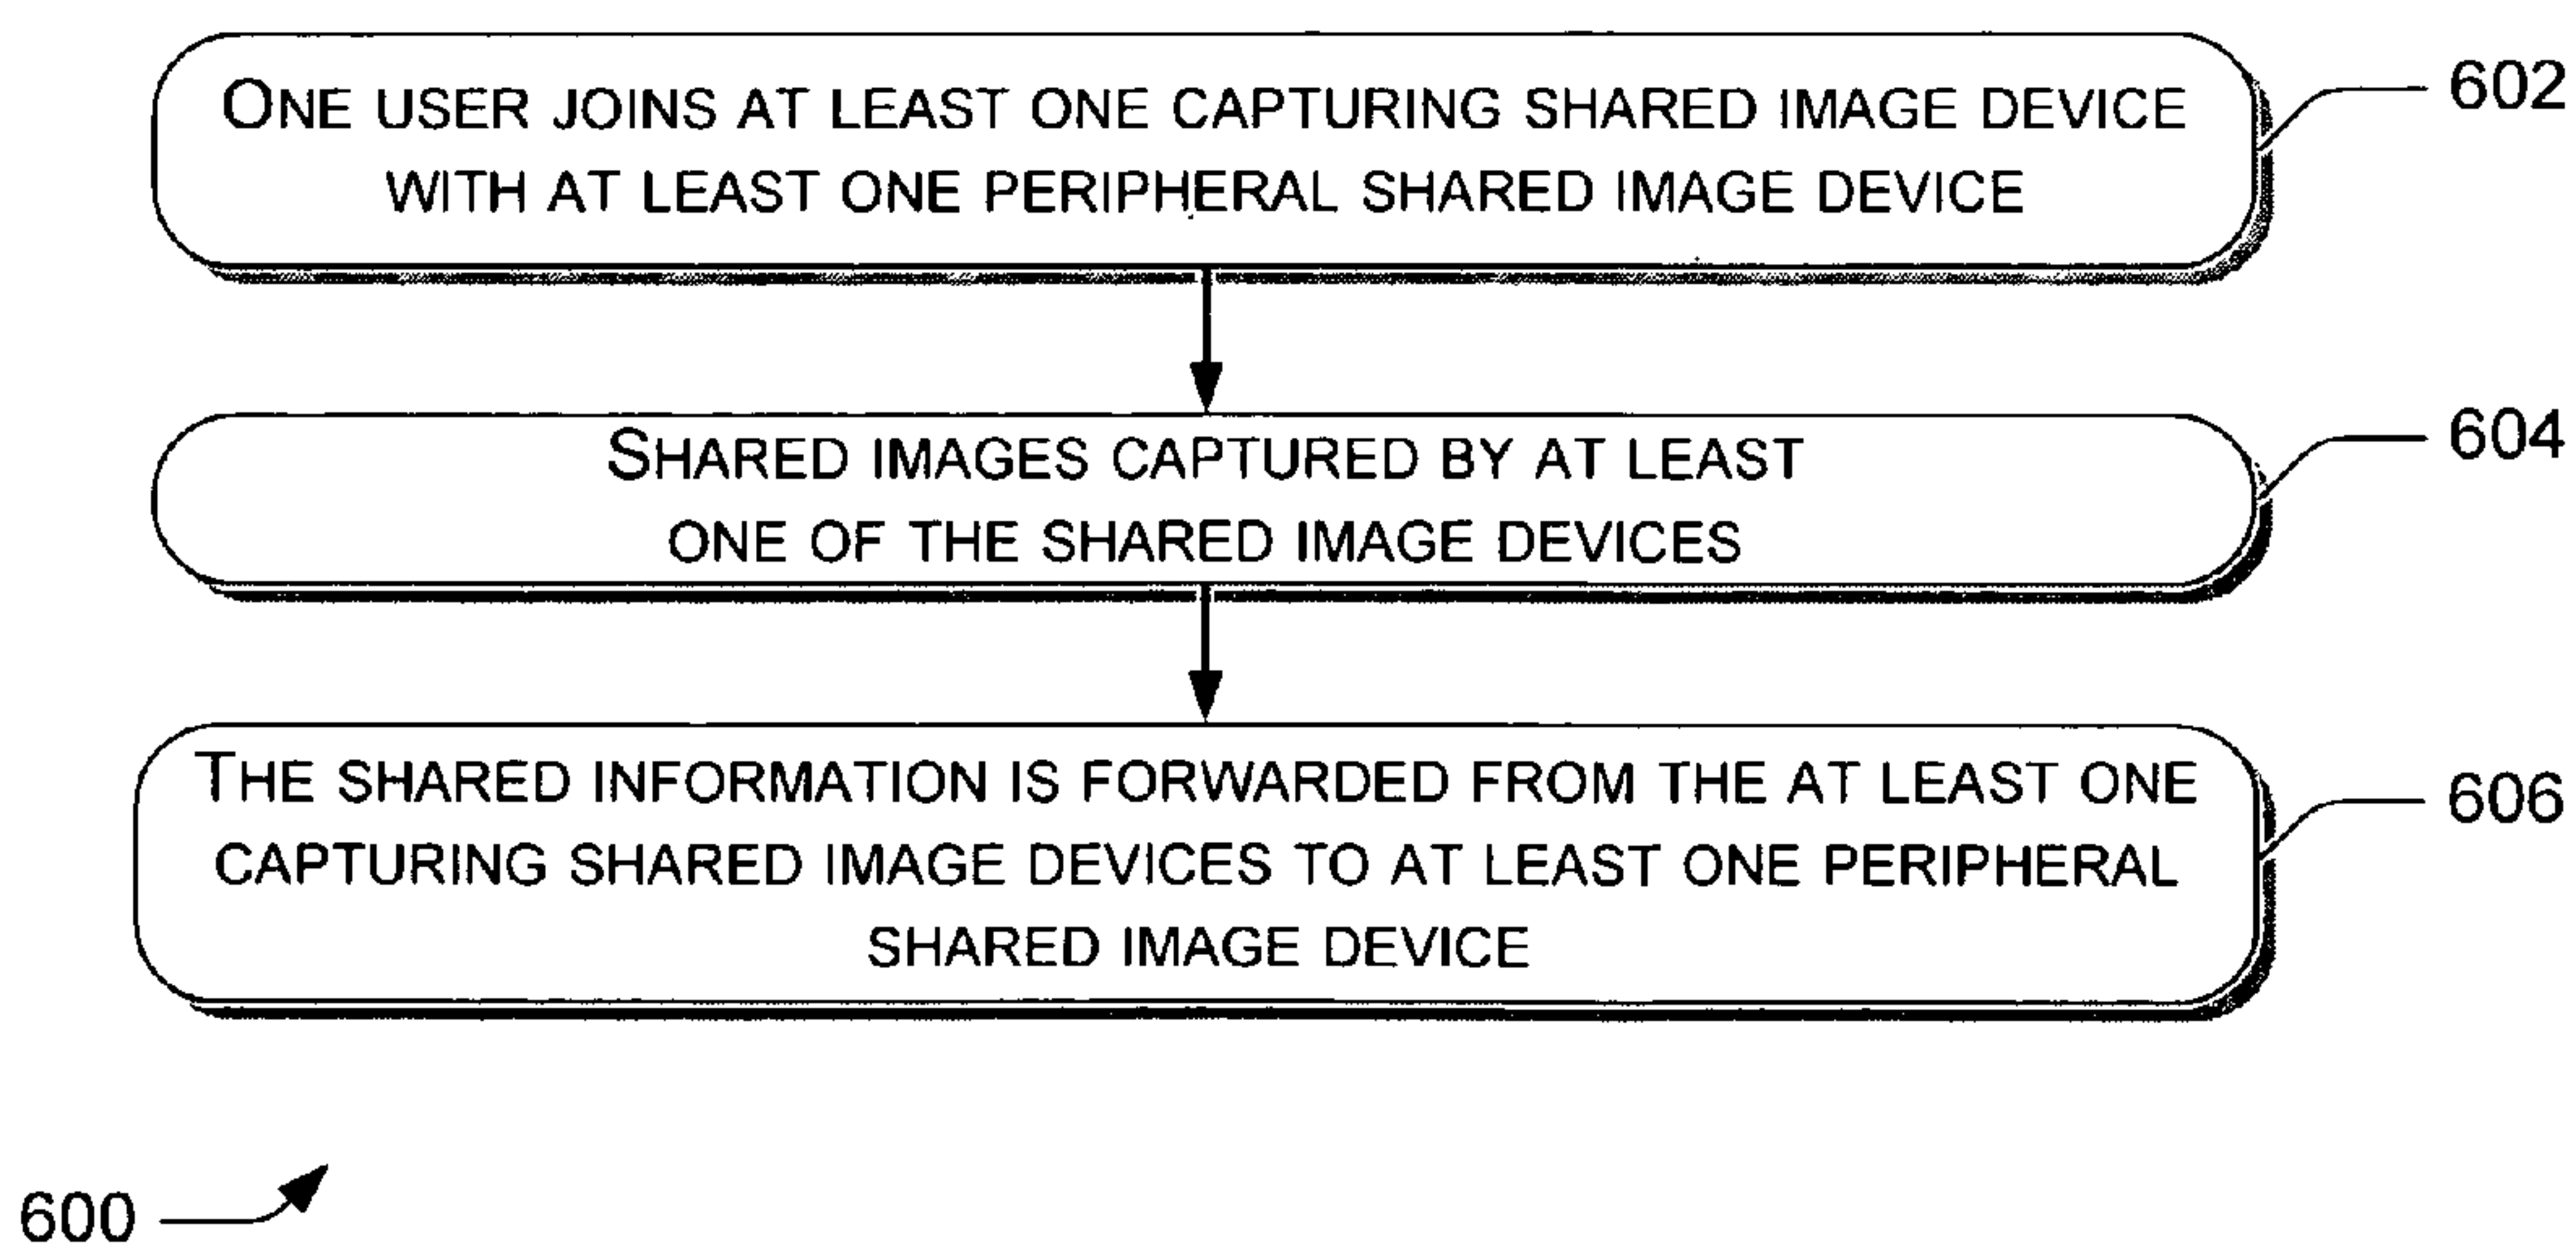 ONE USER JOINS AT LEAST ONE CAPTURING SHARED IMAGE DEVICE
WITH AT LEAST ONE PERIPHERAL SHARED IMAGE DEVICE
602
SHARED IMAGES CAPTURED BY AT LEAST
ONE OF THE SHARED IMAGE DEVICES
604
THE SHARED INFORMATION IS FORWARDED FROM THE AT LEAST ONE
CAPTURING SHARED IMAGE DEVICES TO AT LEAST ONE PERIPHERAL
SHARED IMAGE DEVICE
606
600